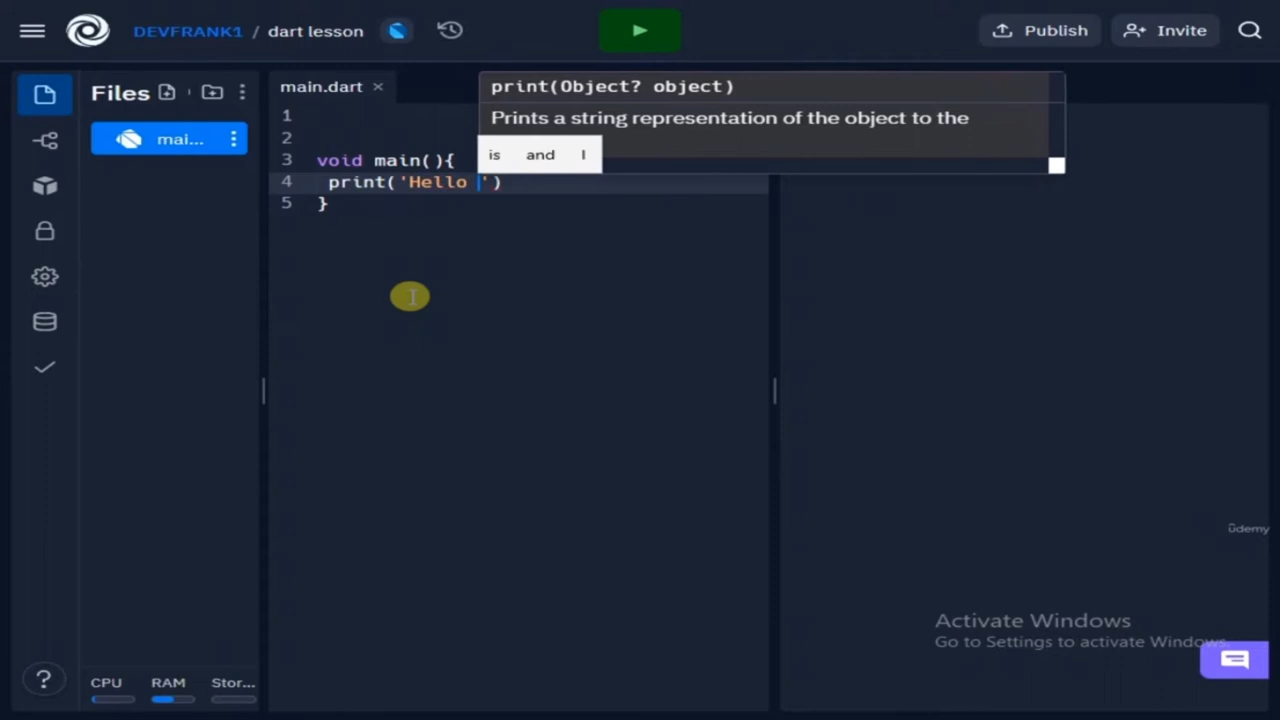 DEVFRANK1 / dart lesson
Publish
Invite
Files
mai...
main.dart ×
print(Object? object)
Prints a string representation of the object to the
is and I
1
2
3 void main(){
4 print('Hello ')
5 }
ûdemy
Activate Windows
Go to Settings to activate Windows.
?
CPU RAM Stor...